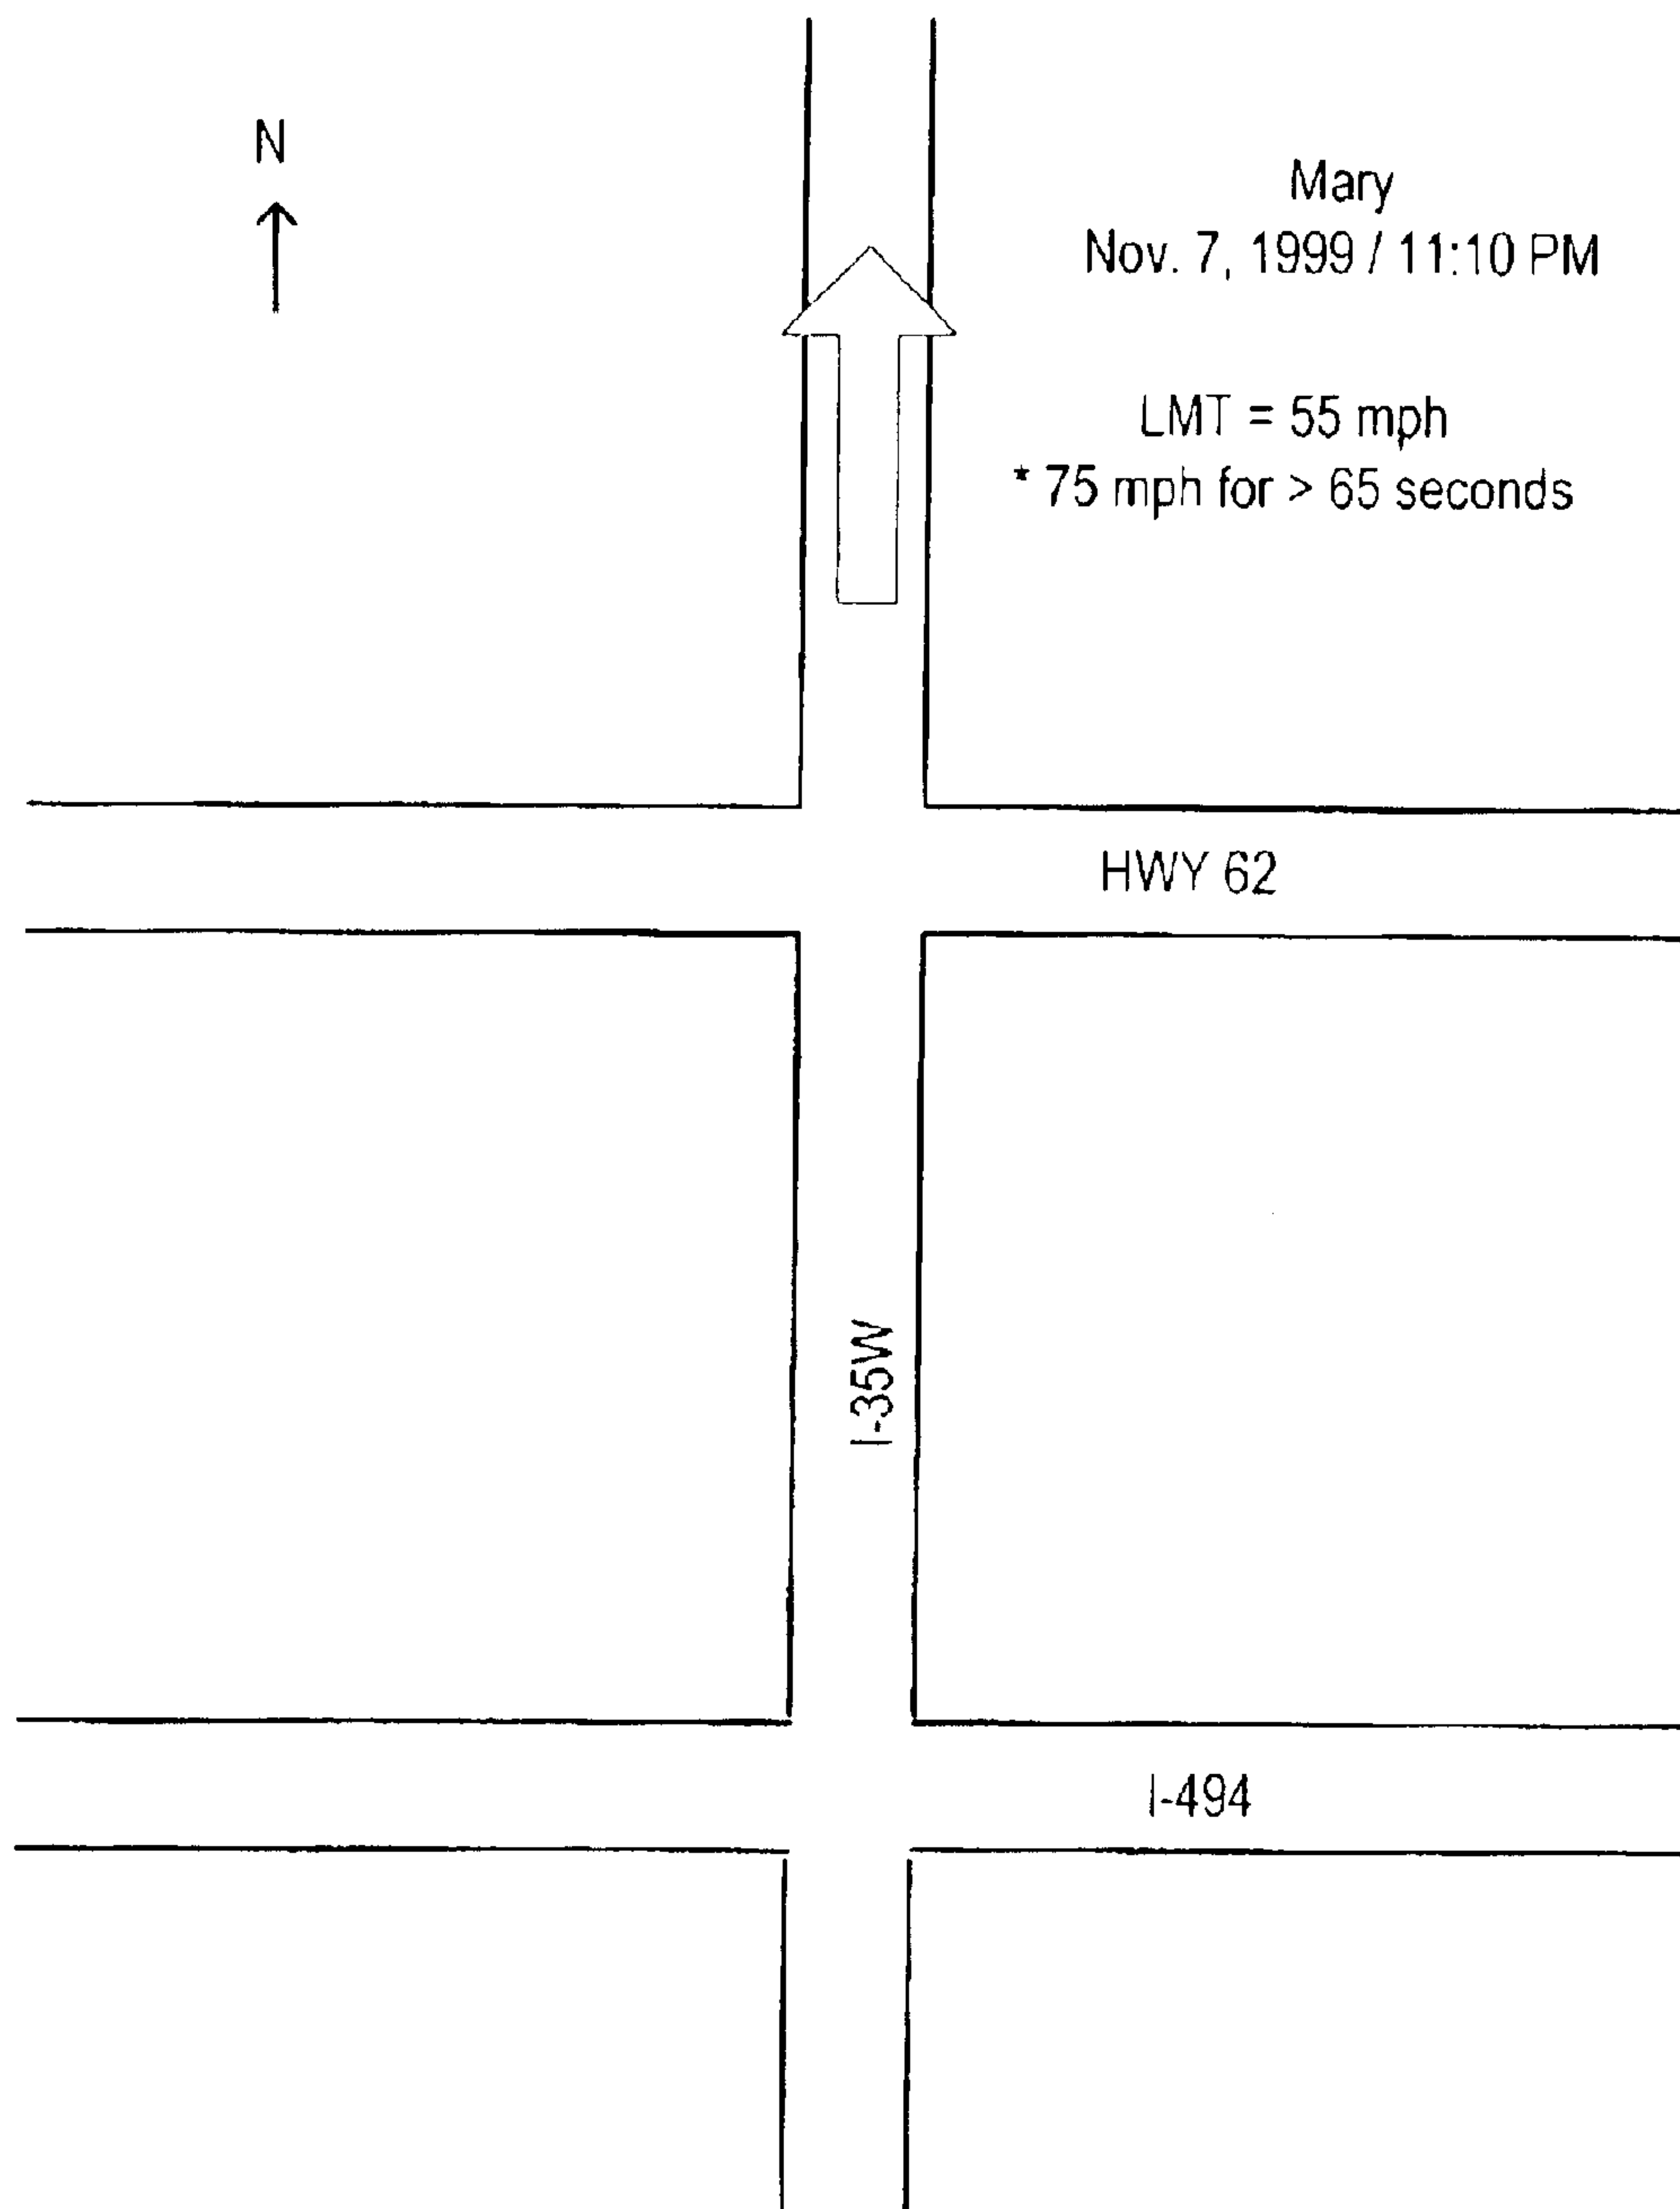 N
Mary
Nov. 7, 1999 / 11:10 PM
LMT = 55 mph
* 75 mph for > 65 seconds
HWY 62
I-35W
I-494